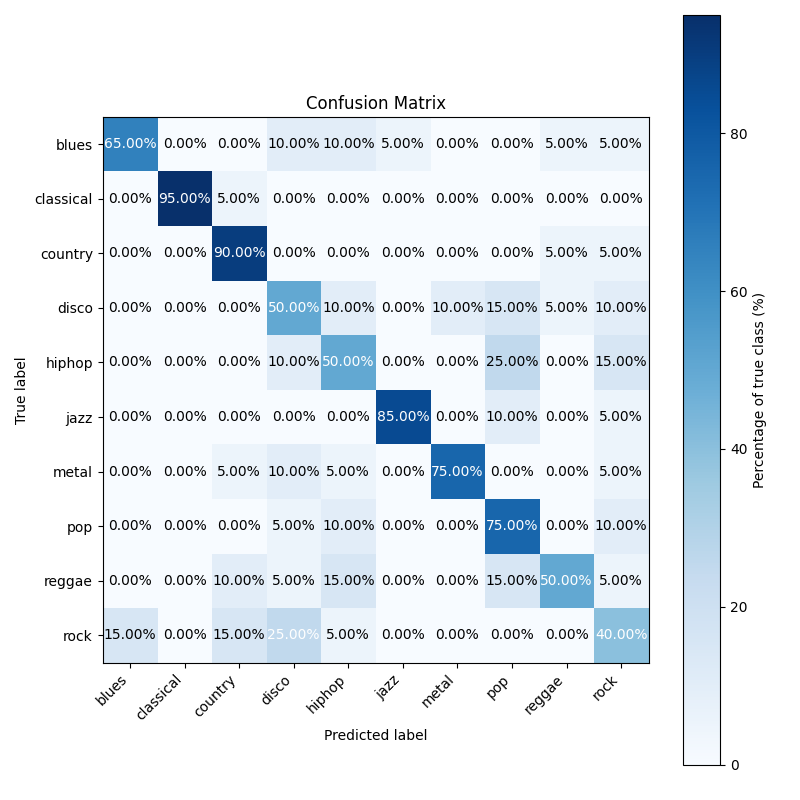 Confusion Matrix
blues 65.00% 0.00% 0.00% 10.00% 10.00% 5.00% 0.00% 0.00% 5.00% 5.00%
classical 0.00% 95.00% 5.00% 0.00% 0.00% 0.00% 0.00% 0.00% 0.00% 0.00%
country 0.00% 0.00% 90.00% 0.00% 0.00% 0.00% 0.00% 0.00% 5.00% 5.00%
disco 0.00% 0.00% 0.00% 50.00% 10.00% 0.00% 10.00% 15.00% 5.00% 10.00%
hiphop 0.00% 0.00% 0.00% 10.00% 50.00% 0.00% 0.00% 25.00% 0.00% 15.00%
jazz 0.00% 0.00% 0.00% 0.00% 0.00% 85.00% 0.00% 10.00% 0.00% 5.00%
metal 0.00% 0.00% 5.00% 10.00% 5.00% 0.00% 75.00% 0.00% 0.00% 5.00%
pop 0.00% 0.00% 0.00% 5.00% 10.00% 0.00% 0.00% 75.00% 0.00% 10.00%
reggae 0.00% 0.00% 10.00% 5.00% 15.00% 0.00% 0.00% 15.00% 50.00% 5.00%
rock 15.00% 0.00% 15.00% 25.00% 5.00% 0.00% 0.00% 0.00% 0.00% 40.00%
blues classical country disco hiphop jazz metal pop reggae rock
Predicted label
True label
80
60
40
20
0
Percentage of true class (%)